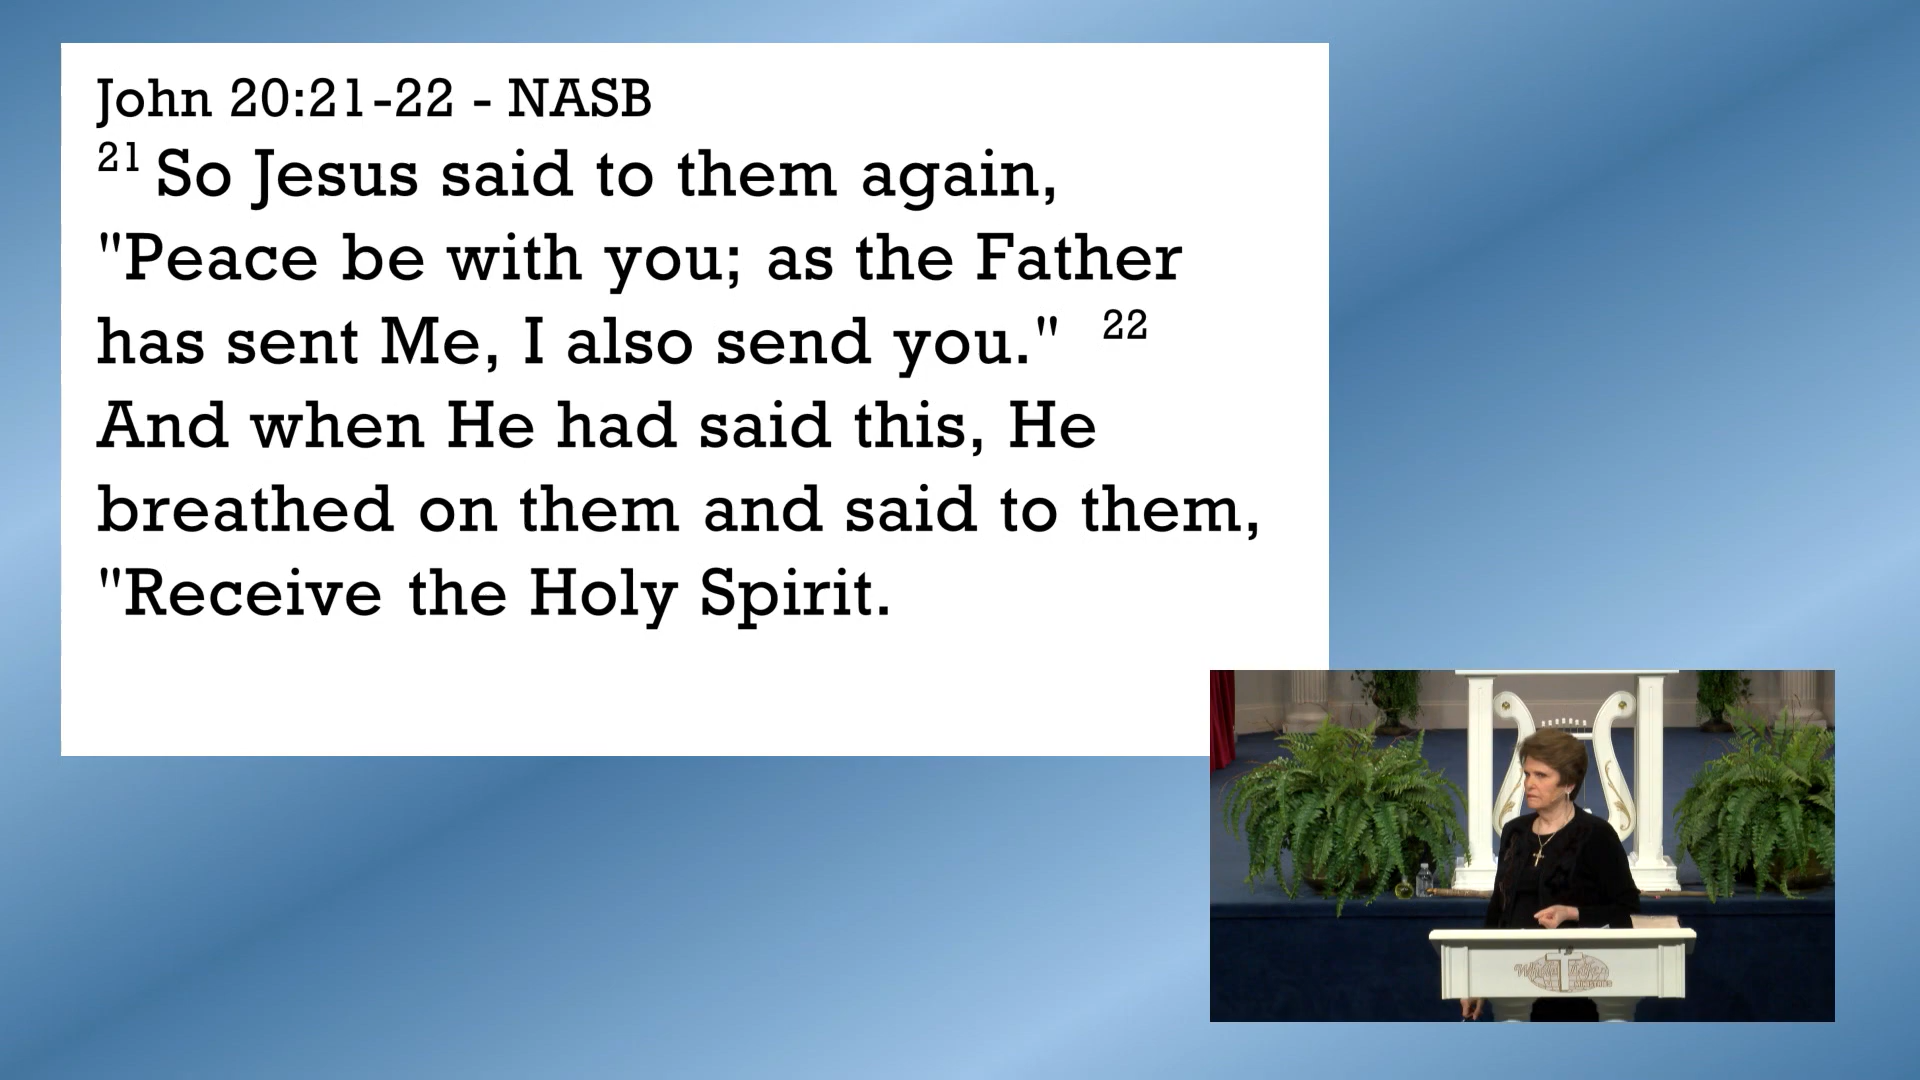 John 20:21-22 - NASB
21 So Jesus said to them again,
"Peace be with you; as the Father
has sent Me, I also send you." 22
And when He had said this, He
breathed on them and said to them,
"Receive the Holy Spirit.
MINISTRIES